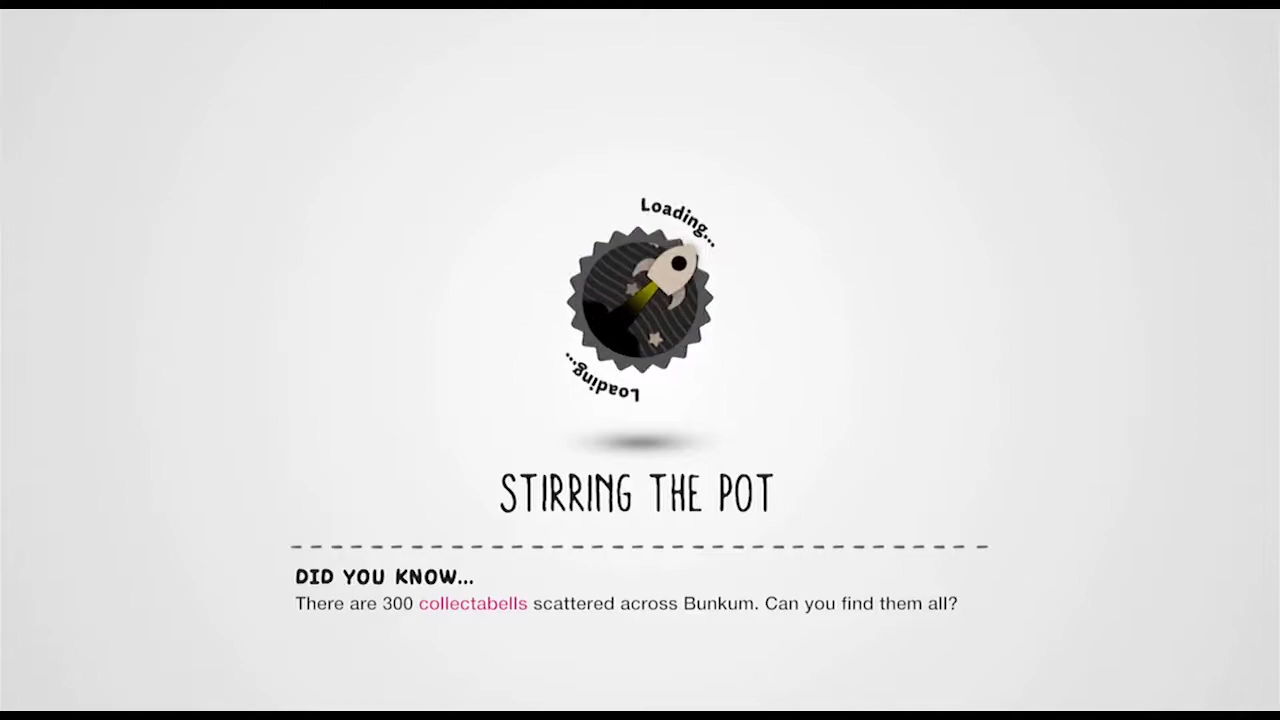 Loading...
Loading...
STIRRING THE POT
DID YOU KNOW...
There are 300 collectabells scattered across Bunkum. Can you find them all?